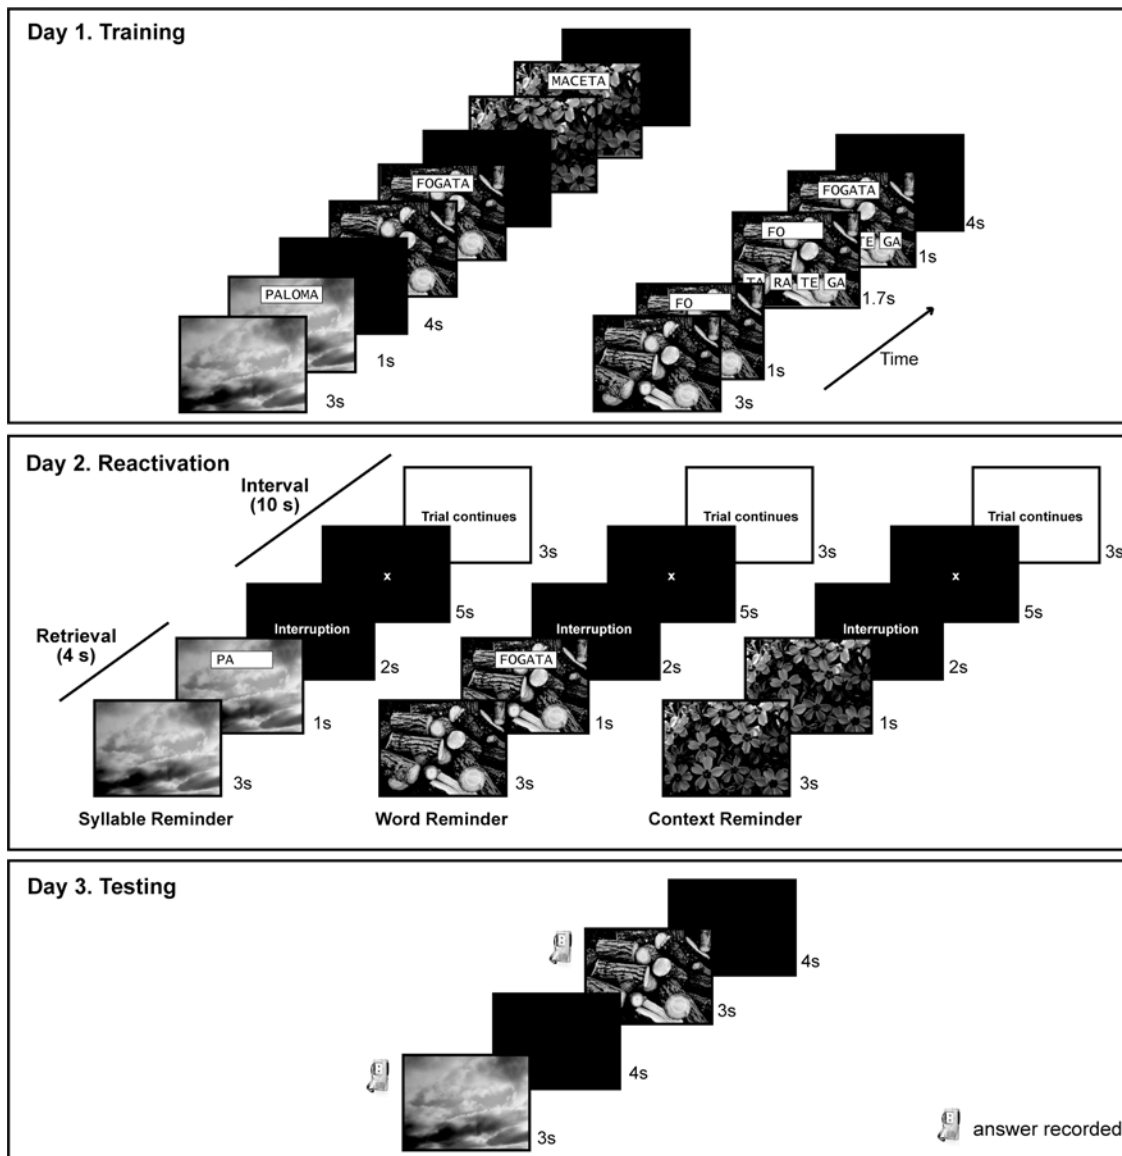 Day 1. Training
MACETA
FOGATA
PALOMA
4s
1s
3s
FOGATA
4s
FO
TE GA
1s
TA RA TE GA
1.7s
FO
1s
3s
Time
Day 2. Reactivation
Interval
(10 s)
Trial continues
3s
Trial continues
3s
Trial continues
3s
x
5s
x
5s
x
5s
Retrieval
(4 s)
Interruption
2s
Interruption
2s
Interruption
2s
PA
1s
FOGATA
1s
1s
3s
3s
3s
Syllable Reminder
Word Reminder
Context Reminder
Day 3. Testing
4s
3s
4s
3s
answer recorded